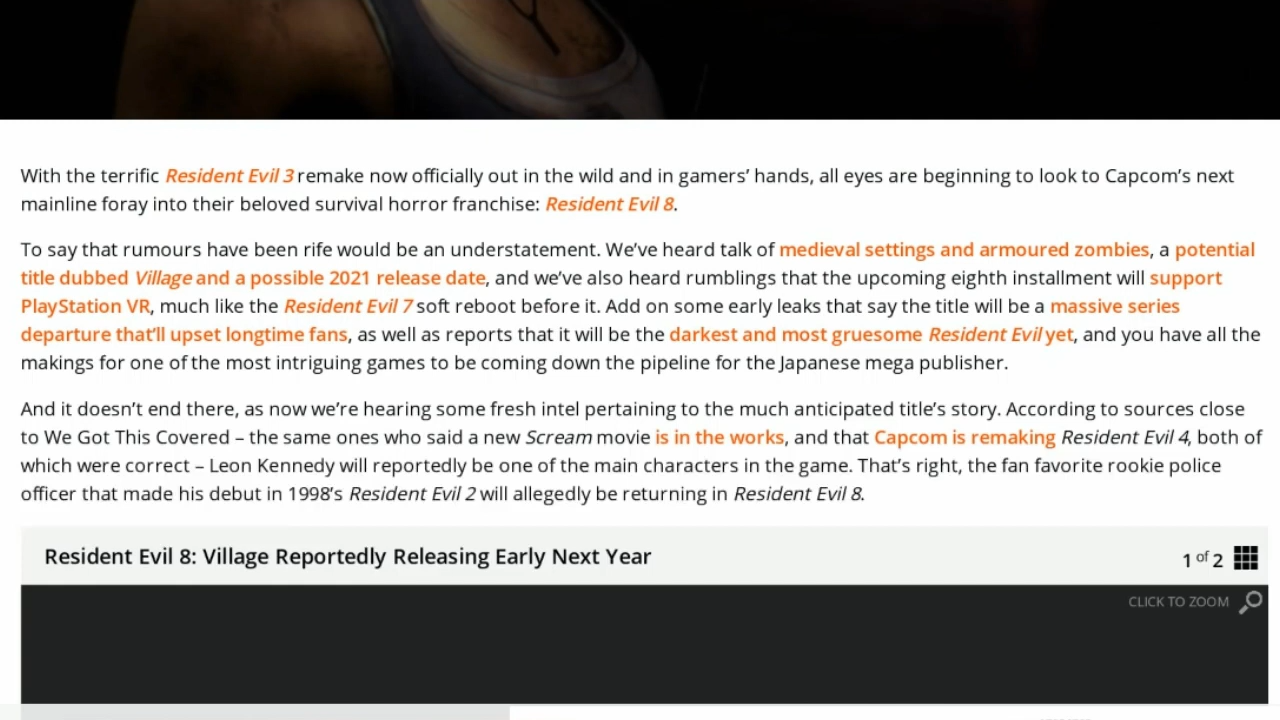 With the terrific Resident Evil 3 remake now officially out in the wild and in gamers’ hands, all eyes are beginning to look to Capcom’s next
mainline foray into their beloved survival horror franchise: Resident Evil 8.
To say that rumours have been rife would be an understatement. We’ve heard talk of medieval settings and armoured zombies, a potential
title dubbed Village and a possible 2021 release date, and we’ve also heard rumblings that the upcoming eighth installment will support
PlayStation VR, much like the Resident Evil 7 soft reboot before it. Add on some early leaks that say the title will be a massive series
departure that’ll upset longtime fans, as well as reports that it will be the darkest and most gruesome Resident Evil yet, and you have all the
makings for one of the most intriguing games to be coming down the pipeline for the Japanese mega publisher.
And it doesn’t end there, as now we’re hearing some fresh intel pertaining to the much anticipated title’s story. According to sources close
to We Got This Covered – the same ones who said a new Scream movie is in the works, and that Capcom is remaking Resident Evil 4, both of
which were correct – Leon Kennedy will reportedly be one of the main characters in the game. That’s right, the fan favorite rookie police
officer that made his debut in 1998’s Resident Evil 2 will allegedly be returning in Resident Evil 8.
Resident Evil 8: Village Reportedly Releasing Early Next Year
1 of 2
CLICK TO ZOOM